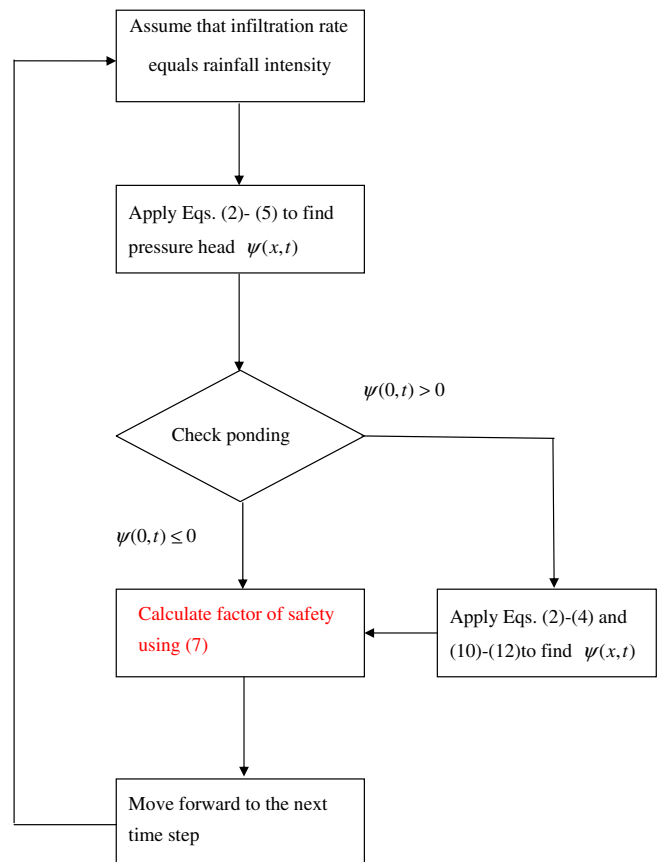 Assume that infiltration rate
equals rainfall intensity
Apply Eqs. (2)- (5) to find
pressure head ψ(x,t)
ψ(0,t) > 0
Check ponding
ψ(0,t) ≤ 0
Calculate factor of safety
using (7)
Apply Eqs. (2)-(4) and
(10)-(12)to find ψ(x,t)
Move forward to the next
time step